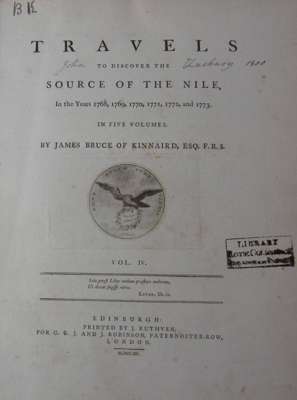 B K
TRAVELS
TO DISCOVER THE
John Zachary 1800
SOURCE OF THE NILE,
In the Years 1768, 1769, 1770, 1771, 1772, and 1773.
IN FIVE VOLUMES.
BY JAMES BRUCE OF KINNAIRD, ESQ. F.R.S.
VOL. IV.
LIBRARY
EDINBURGH:
PRINTED BY J. RUTHVEN,
FOR G. G. J. AND J. ROBINSON, PATERNOSTER-ROW,
LONDON.